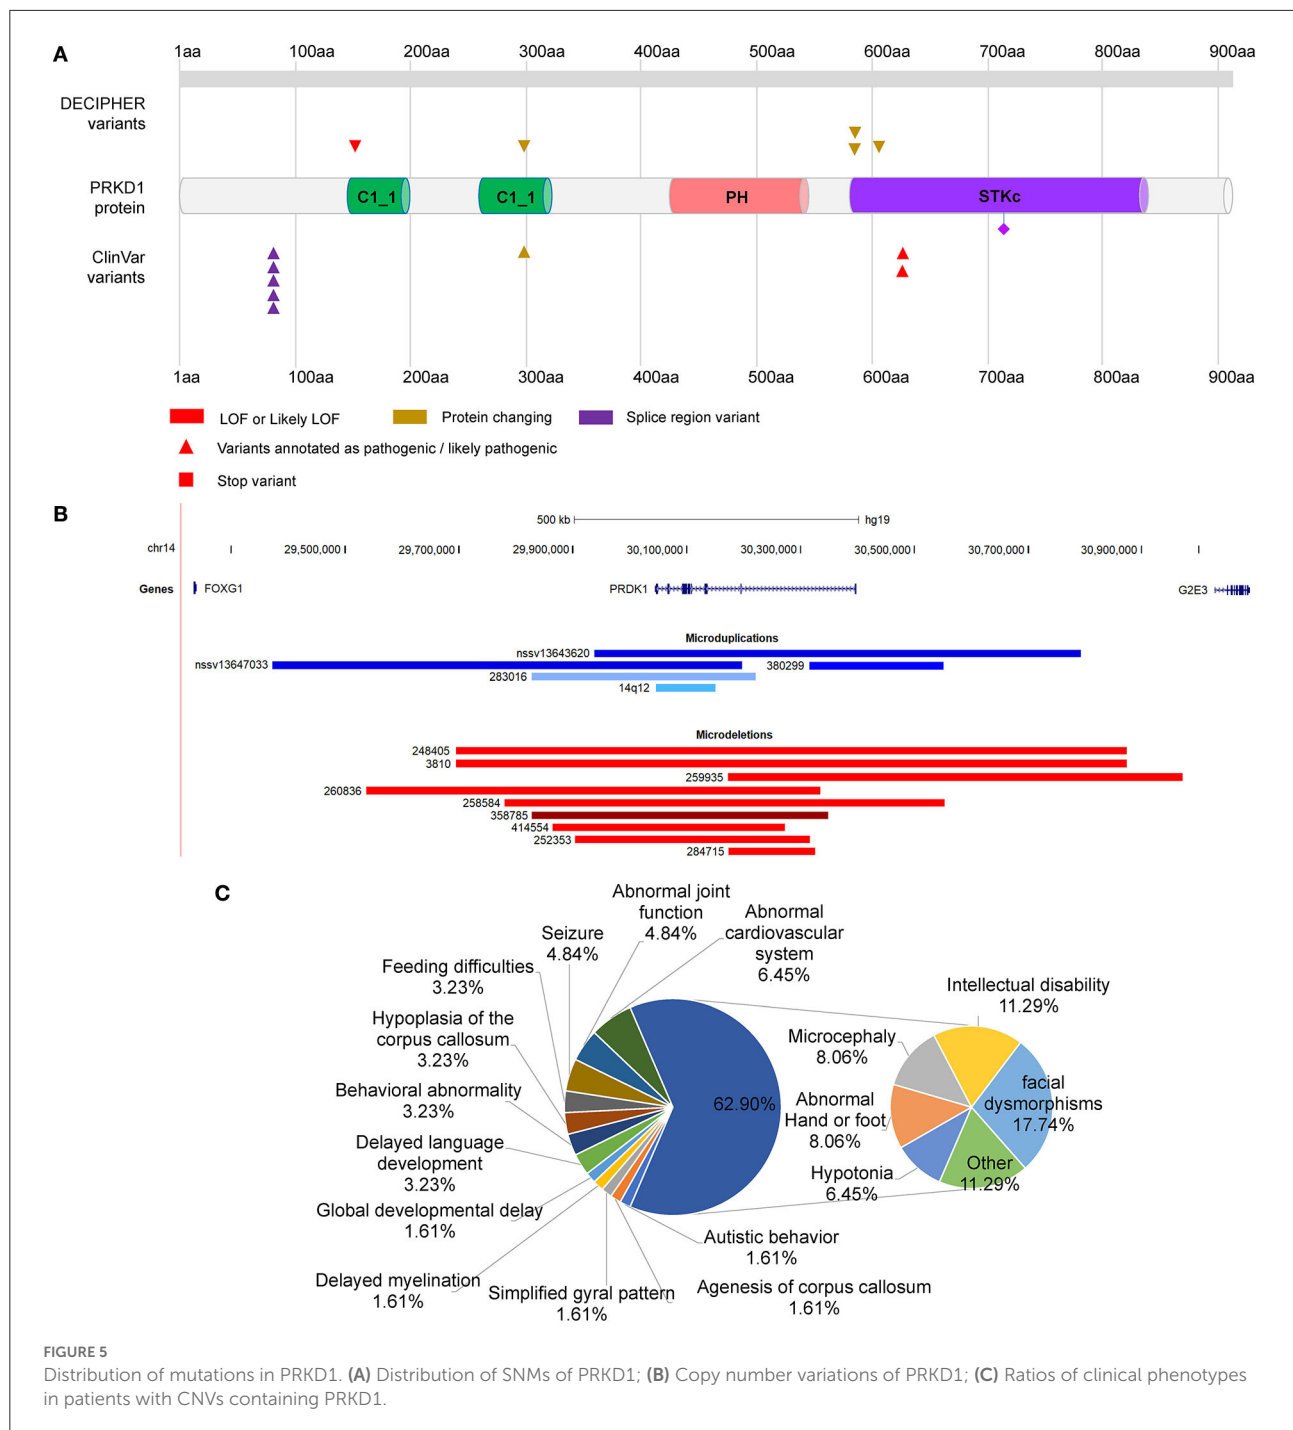 A
1aa 100aa 200aa 300aa 400aa 500aa 600aa 700aa 800aa 900aa
DECIPHER
variants
PRKD1
protein
C1_1 C1_1 PH STKc
ClinVar
variants
1aa 100aa 200aa 300aa 400aa 500aa 600aa 700aa 800aa 900aa
LOF or Likely LOF Protein changing Splice region variant
Variants annotated as pathogenic / likely pathogenic
Stop variant
B
500 kb hg19
chr14 29,500,000 29,700,000 29,900,000 30,100,000 30,300,000 30,500,000 30,700,000 30,900,000
Genes FOXG1 PRDK1 G2E3
Microduplications
nssv13643620
nssv13647033 380299
283016
14q12
Microdeletions
248405
3810
259935
260836
258584
358785
414554
252353
284715
C
Abnormal joint
function
4.84%
Abnormal
cardiovascular
system
6.45%
Seizure
4.84%
Feeding difficulties
3.23%
Hypoplasia of the
corpus callosum
3.23%
Behavioral abnormality
3.23%
Delayed language
development
3.23%
Global developmental delay
1.61%
Delayed myelination
1.61%
Simplified gyral pattern
1.61%
Agenesis of corpus callosum
1.61%
Autistic behavior
1.61%
62.90%
Intellectual disability
11.29%
Microcephaly
8.06%
Abnormal
Hand or foot
8.06%
Hypotonia
6.45%
facial
dysmorphisms
17.74%
Other
11.29%
FIGURE 5
Distribution of mutations in PRKD1. (A) Distribution of SNMs of PRKD1; (B) Copy number variations of PRKD1; (C) Ratios of clinical phenotypes
in patients with CNVs containing PRKD1.